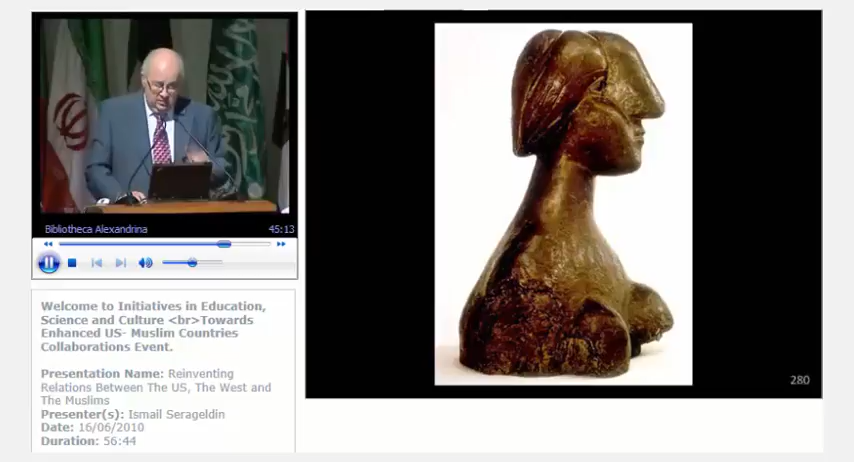 Bibliotheca Alexandrina
45:13
Welcome to Initiatives in Education,
Science and Culture <br>Towards
Enhanced US- Muslim Countries
Collaborations Event.
Presentation Name: Reinventing
Relations Between The US, The West and
The Muslims
Presenter(s): Ismail Serageldin
Date: 16/06/2010
Duration: 56:44
280